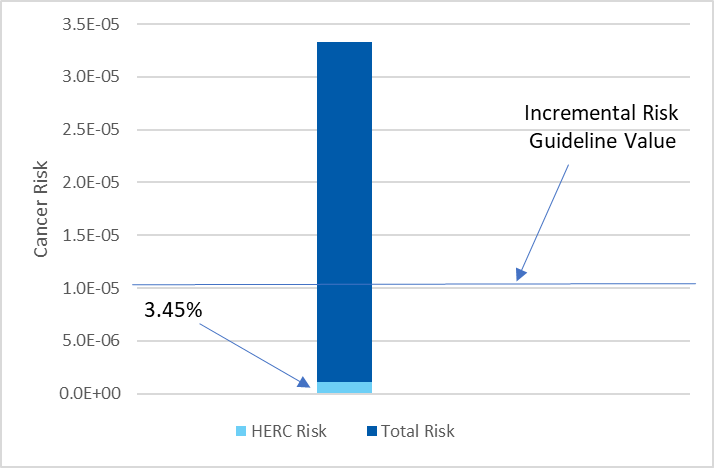 3.5E-05
3.0E-05
2.5E-05
2.0E-05
1.5E-05
1.0E-05
5.0E-06
0.0E+00
Cancer Risk
Incremental Risk
Guideline Value
3.45%
HERC Risk
Total Risk